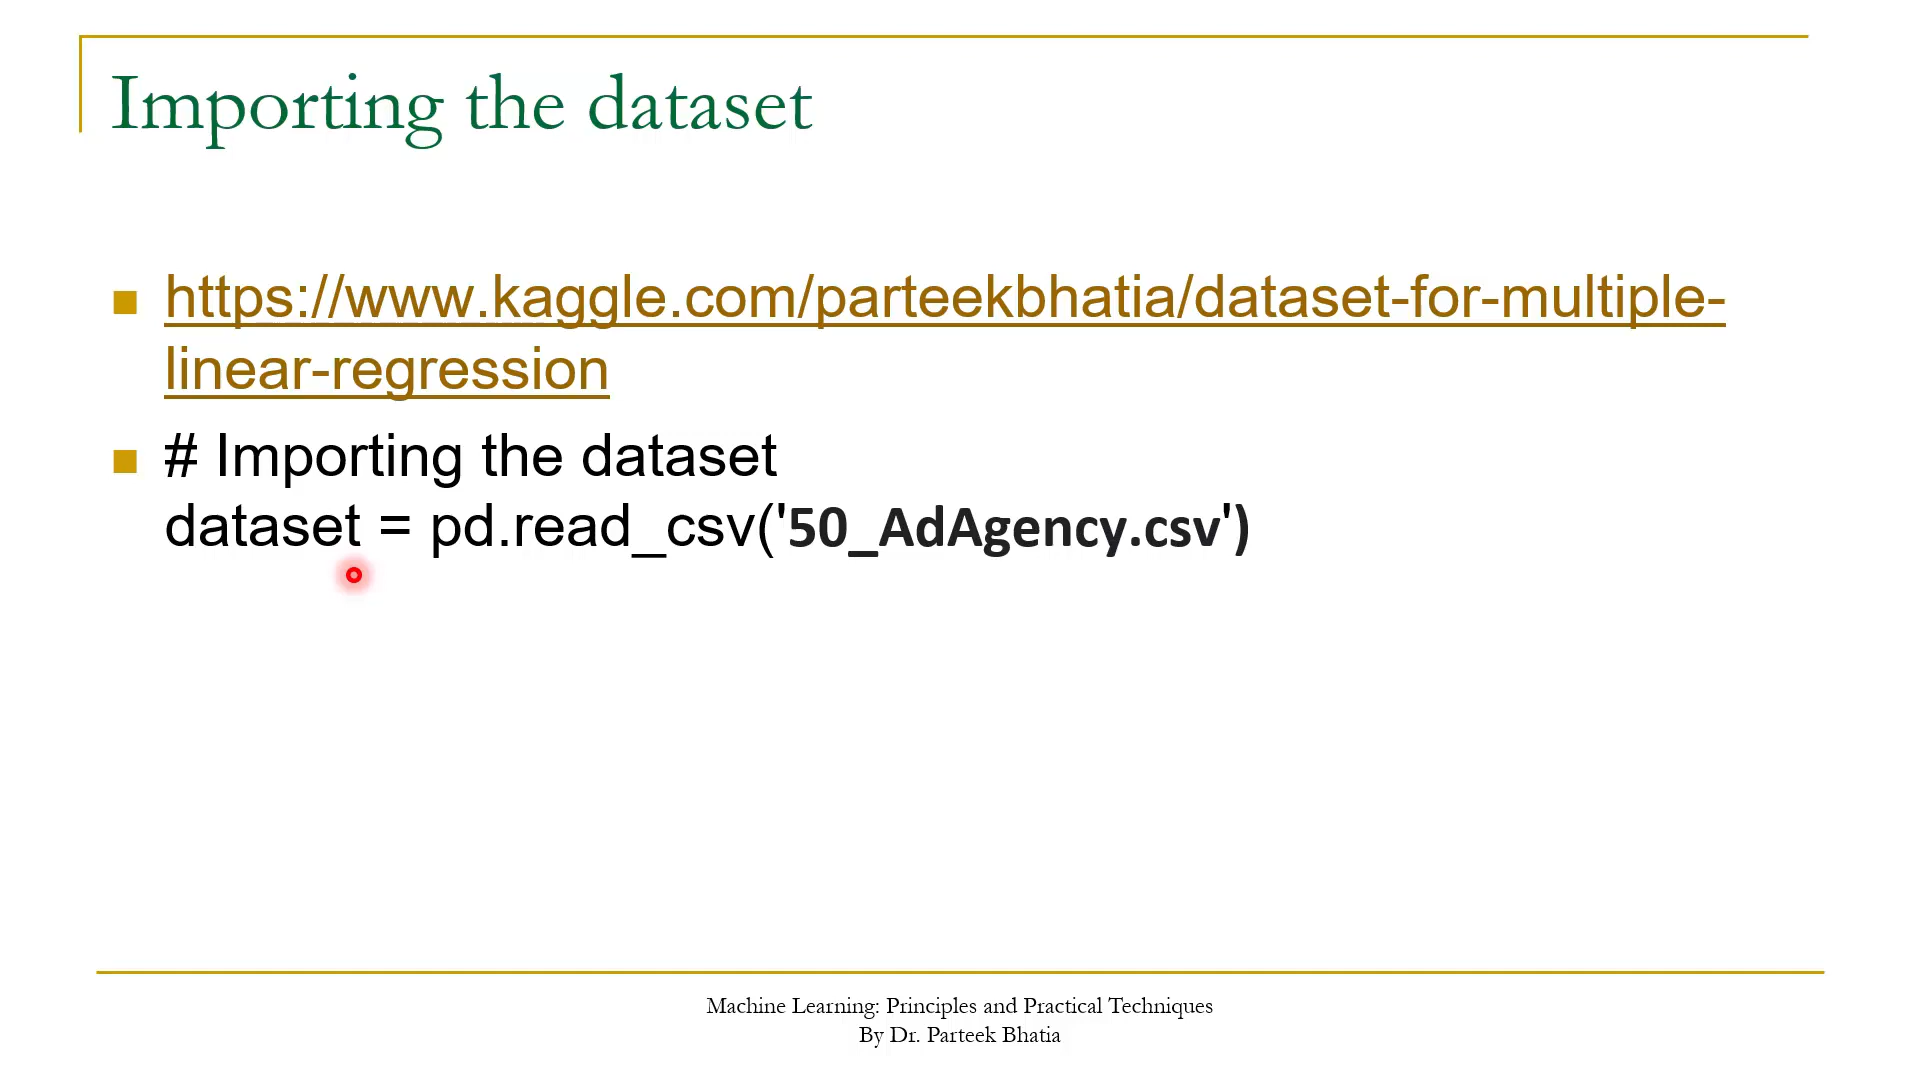 Importing the dataset
https://www.kaggle.com/parteekbhatia/dataset-for-multiple-
linear-regression
# Importing the dataset
dataset = pd.read_csv('50_AdAgency.csv')
Machine Learning: Principles and Practical Techniques
By Dr. Parteek Bhatia